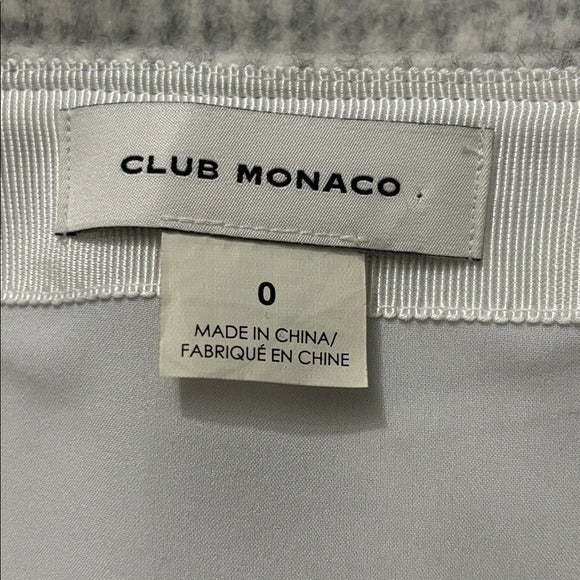 CLUB MONACO
0
MADE IN CHINA/
FABRIQUÉ EN CHINE